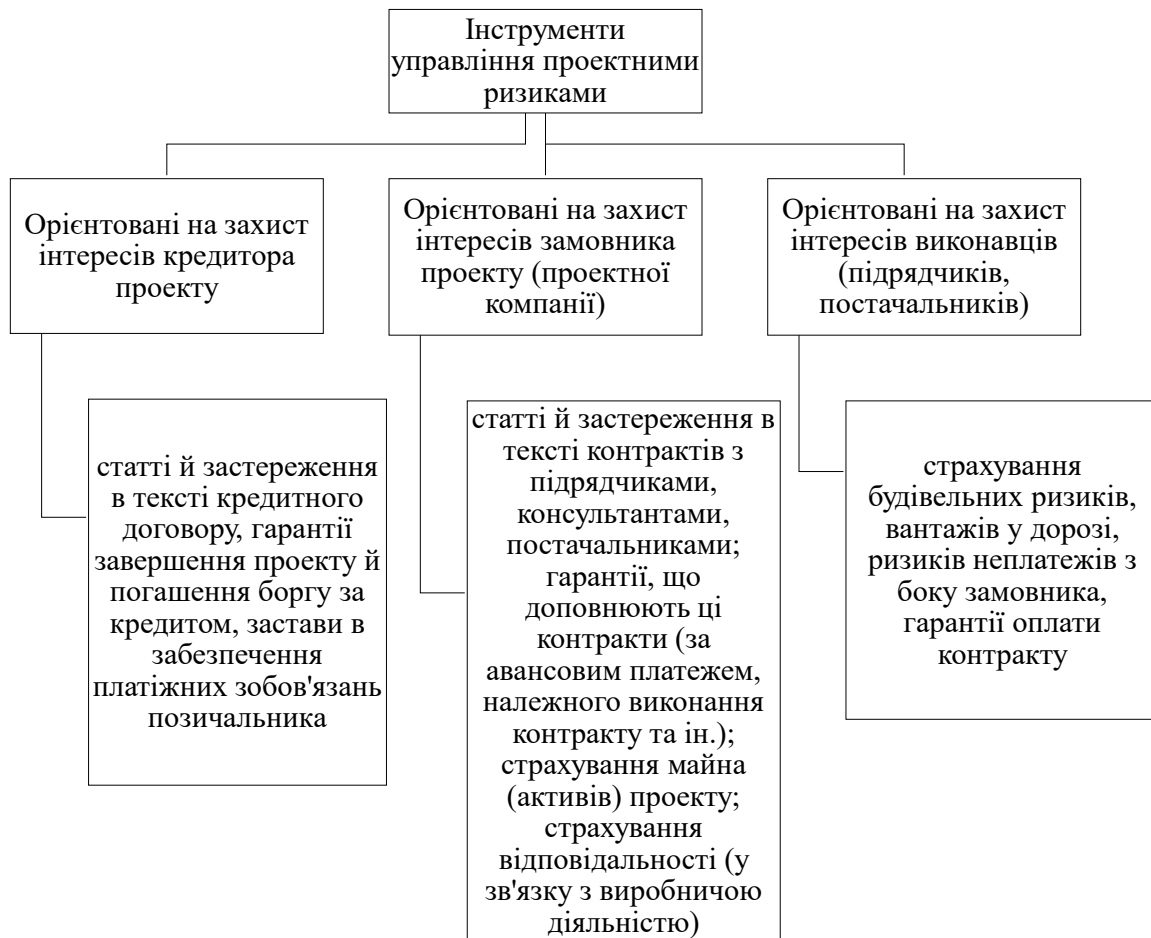 Інструменти
управління проектними
ризиками
Орієнтовані на захист
інтересів кредитора
проекту
Орієнтовані на захист
інтересів замовника
проекту (проектної
компанії)
Орієнтовані на захист
інтересів виконавців
(підрядчиків,
постачальників)
статті й застереження
в тексті кредитного
договору, гарантії
завершення проекту й
погашення боргу за
кредитом, застави в
забезпечення
платіжних зобов'язань
позичальника
статті й застереження в
тексті контрактів з
підрядчиками,
консультантами,
постачальниками;
гарантії, що
доповнюють ці
контракти (за
авансовим платежем,
належного виконання
контракту та ін.);
страхування майна
(активів) проекту;
страхування
відповідальності (у
зв'язку з виробничою
діяльністю)
страхування
будівельних ризиків,
вантажів у дорозі,
ризиків неплатежів з
боку замовника,
гарантії оплати
контракту